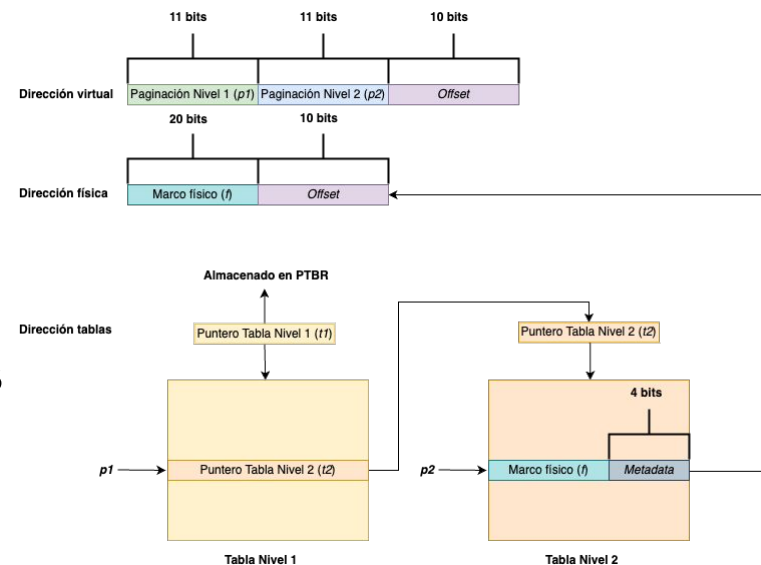 11 bits 11 bits 10 bits
Dirección virtual Paginación Nivel 1 (p1) Paginación Nivel 2 (p2) Offset
20 bits 10 bits
Dirección física Marco físico (f) Offset
Almacenado en PTBR
Dirección tablas Puntero Tabla Nivel 1 (t1) Puntero Tabla Nivel 2 (t2)
4 bits
p1 Puntero Tabla Nivel 2 (t2) p2 Marco físico (f) Metadata
Tabla Nivel 1 Tabla Nivel 2